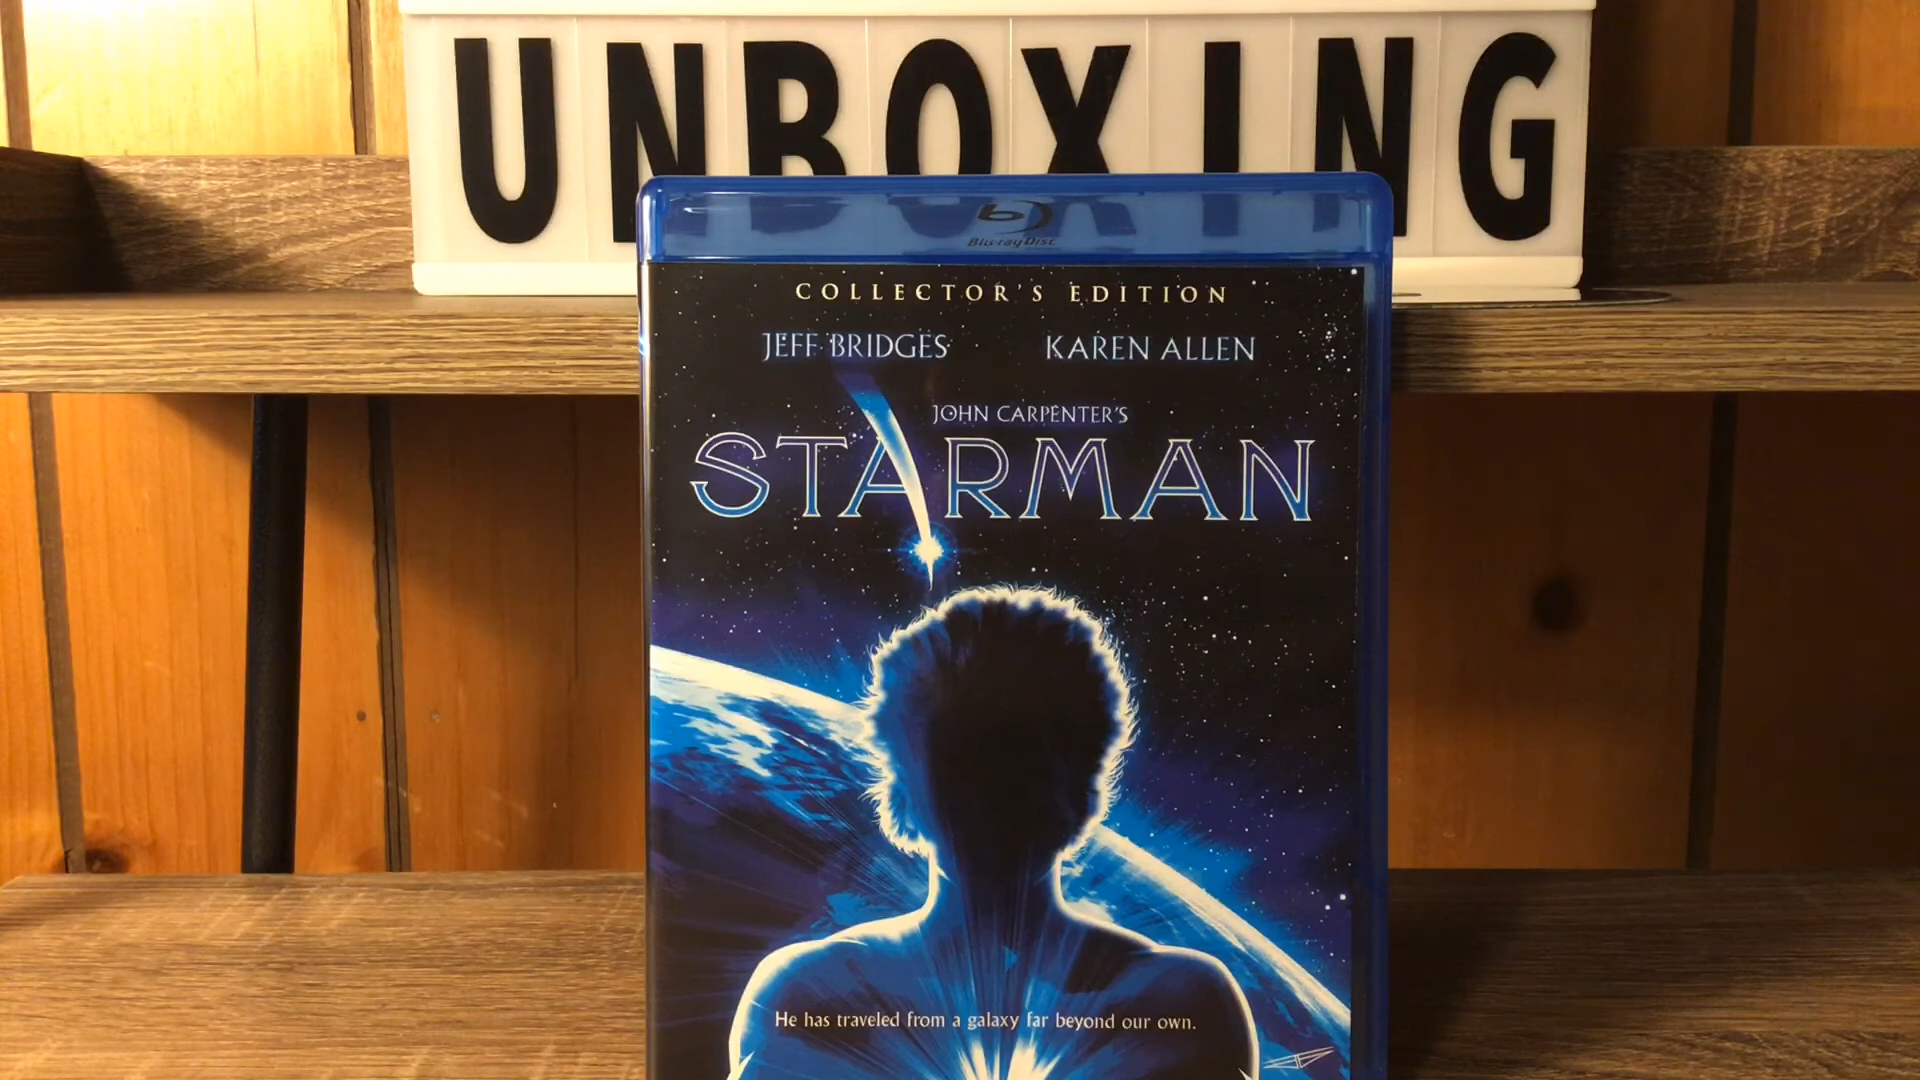 UNBOXING
Blu-ray Disc
COLLECTOR'S EDITION
JEFF BRIDGES KAREN ALLEN
JOHN CARPENTER'S
STARMAN
He has traveled from a galaxy far beyond our own.